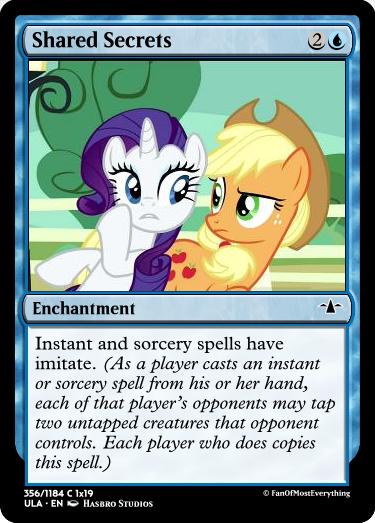 Shared Secrets 2
Enchantment
Instant and sorcery spells have
imitate. (As a player casts an instant
or sorcery spell from his or her hand,
each of that player's opponents may tap
two untapped creatures that opponent
controls. Each player who does copies
this spell.)
356/1184 C 1x19
ULA • EN Hasbro Studios
© FanOfMostEverything